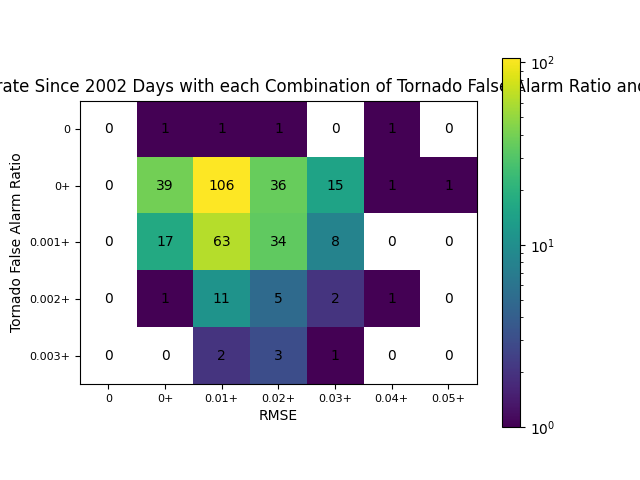 rate Since 2002 Days with each Combination of Tornado False Alarm Ratio and
Tornado False Alarm Ratio
0 0 1 1 1 0 1 0
0+ 0 39 106 36 15 1 1
0.001+ 0 17 63 34 8 0 0
0.002+ 0 1 11 5 2 1 0
0.003+ 0 0 2 3 1 0 0
0 0+ 0.01+ 0.02+ 0.03+ 0.04+ 0.05+
RMSE
10²
10¹
10⁰